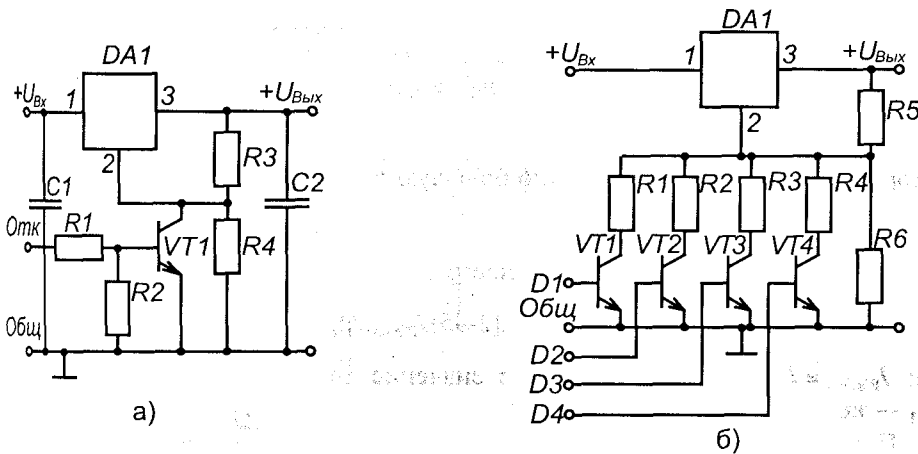 DA1
+Uвх
1
3
+Uвых
2
R3
C1
C2
Отк
R1
VT1
R4
R2
Общ
а)
DA1
+Uвх
1
3
+Uвых
2
R5
R1
R2
R3
R4
VT1
VT2
VT3
VT4
R6
D1
Общ
D2
D3
D4
б)